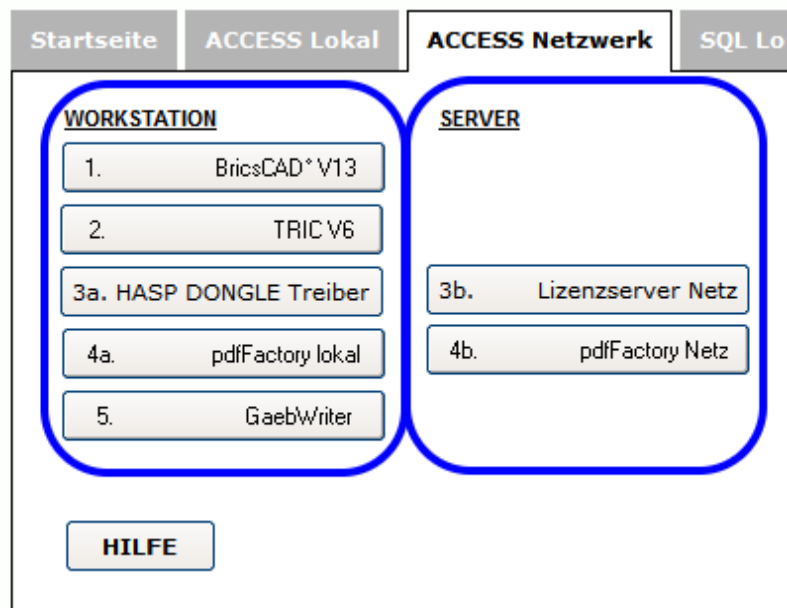 Startseite ACCESS Lokal ACCESS Netzwerk SQL Lo
WORKSTATION
1. BricsCAD° V13
2. TRIC V6
3a. HASP DONGLE Treiber
4a. pdfFactory lokal
5. GaebWriter
SERVER
3b. Lizenzserver Netz
4b. pdfFactory Netz
HILFE